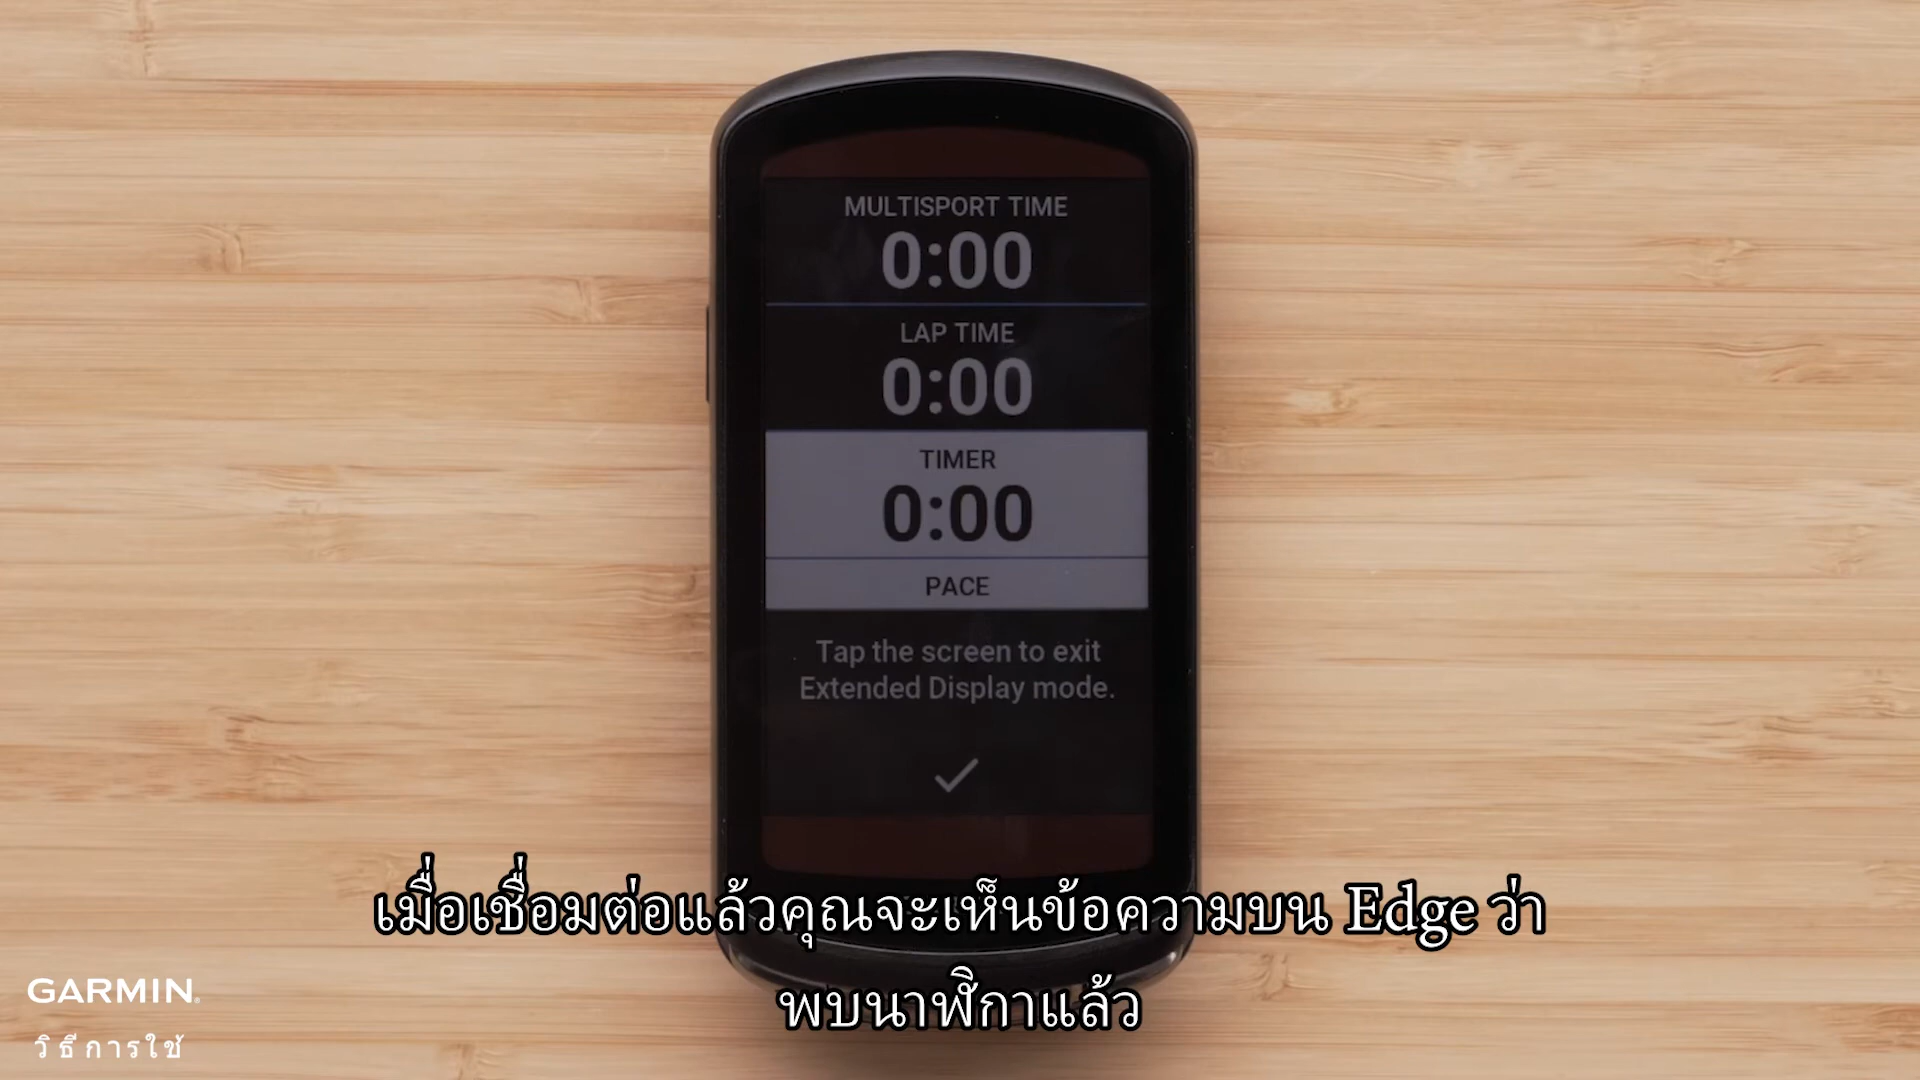 MULTISPORT TIME
0:00
LAP TIME
0:00
TIMER
0:00
PACE
Tap the screen to exit
Extended Display mode.
เมื่อเชื่อมต่อแล้วคุณจะเห็นข้อความบน Edge ว่า
พบนาฬิกาแล้ว
GARMIN
วิธีการใช้